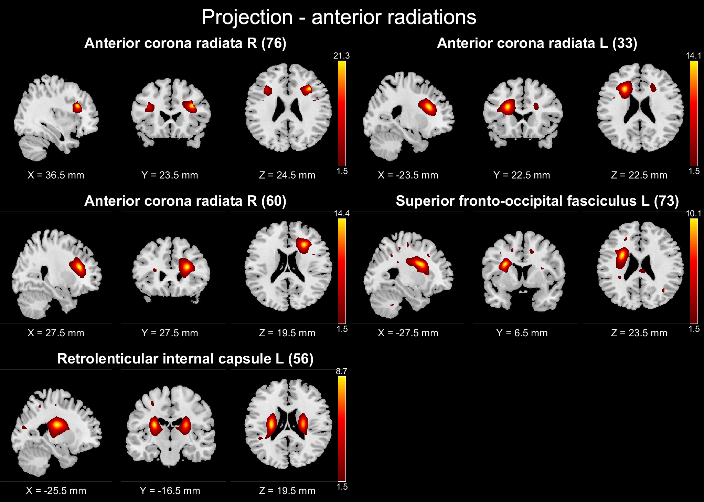 Projection - anterior radiations
Anterior corona radiata R (76)
21.3
1.5
X = 36.5 mm
Y = 23.5 mm
Z = 24.5 mm
Anterior corona radiata L (33)
14.1
1.5
X = -23.5 mm
Y = 22.5 mm
Z = 22.5 mm
Anterior corona radiata R (60)
14.4
1.5
X = 27.5 mm
Y = 27.5 mm
Z = 19.5 mm
Superior fronto-occipital fasciculus L (73)
10.1
1.5
X = -27.5 mm
Y = 6.5 mm
Z = 23.5 mm
Retrolenticular internal capsule L (56)
8.7
1.5
X = -25.5 mm
Y = -16.5 mm
Z = 19.5 mm